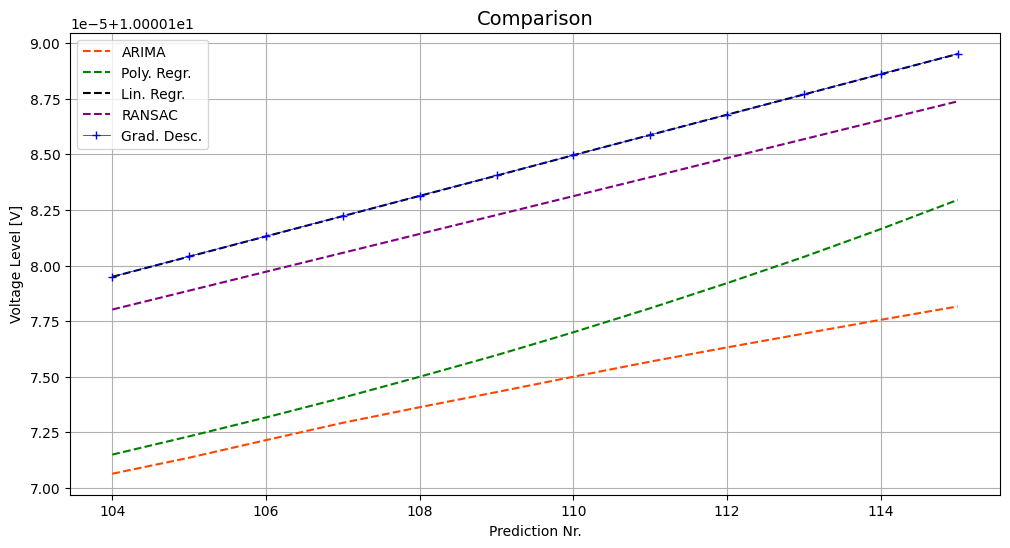 Comparison
1e−5+1.00001e1
ARIMA
Poly. Regr.
Lin. Regr.
RANSAC
Grad. Desc.
Voltage Level [V]
9.00
8.75
8.50
8.25
8.00
7.75
7.50
7.25
7.00
104
106
108
110
112
114
Prediction Nr.